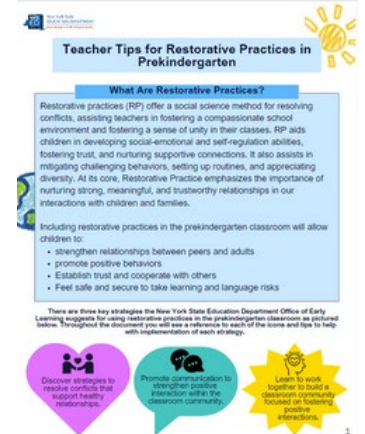 NEW YORK STATE
EDUCATION DEPARTMENT
Teacher Tips for Restorative Practices in
Prekindergarten
What Are Restorative Practices?
Restorative practices (RP) offer a social science method for resolving
conflicts, assisting teachers in fostering a compassionate school
environment and fostering a sense of unity in their classes. RP aids
children in developing social-emotional and self-regulation abilities,
fostering trust, and nurturing supportive connections. It also assists in
mitigating challenging behaviors, setting up routines, and appreciating
diversity. At its core, Restorative Practice emphasizes the importance of
nurturing strong, meaningful, and trustworthy relationships in our
interactions with children and families.
Including restorative practices in the prekindergarten classroom will allow
children to:
• strengthen relationships between peers and adults
• promote positive behaviors
• Establish trust and cooperate with others
• Feel safe and secure to take learning and language risks
There are three key strategies the New York State Education Department Office of Early
Learning suggests for using restorative practices in the prekindergarten classroom as pictured
below. Throughout the document you will see a reference to each of the icons and tips to help
with implementation of each strategy.
Discover strategies to
resolve conflicts that
support healthy
relationships.
Promote communication to
strengthen positive
interaction within the
classroom community.
Learn to work
together to build a
classroom community
focused on fostering
positive
interactions.
1